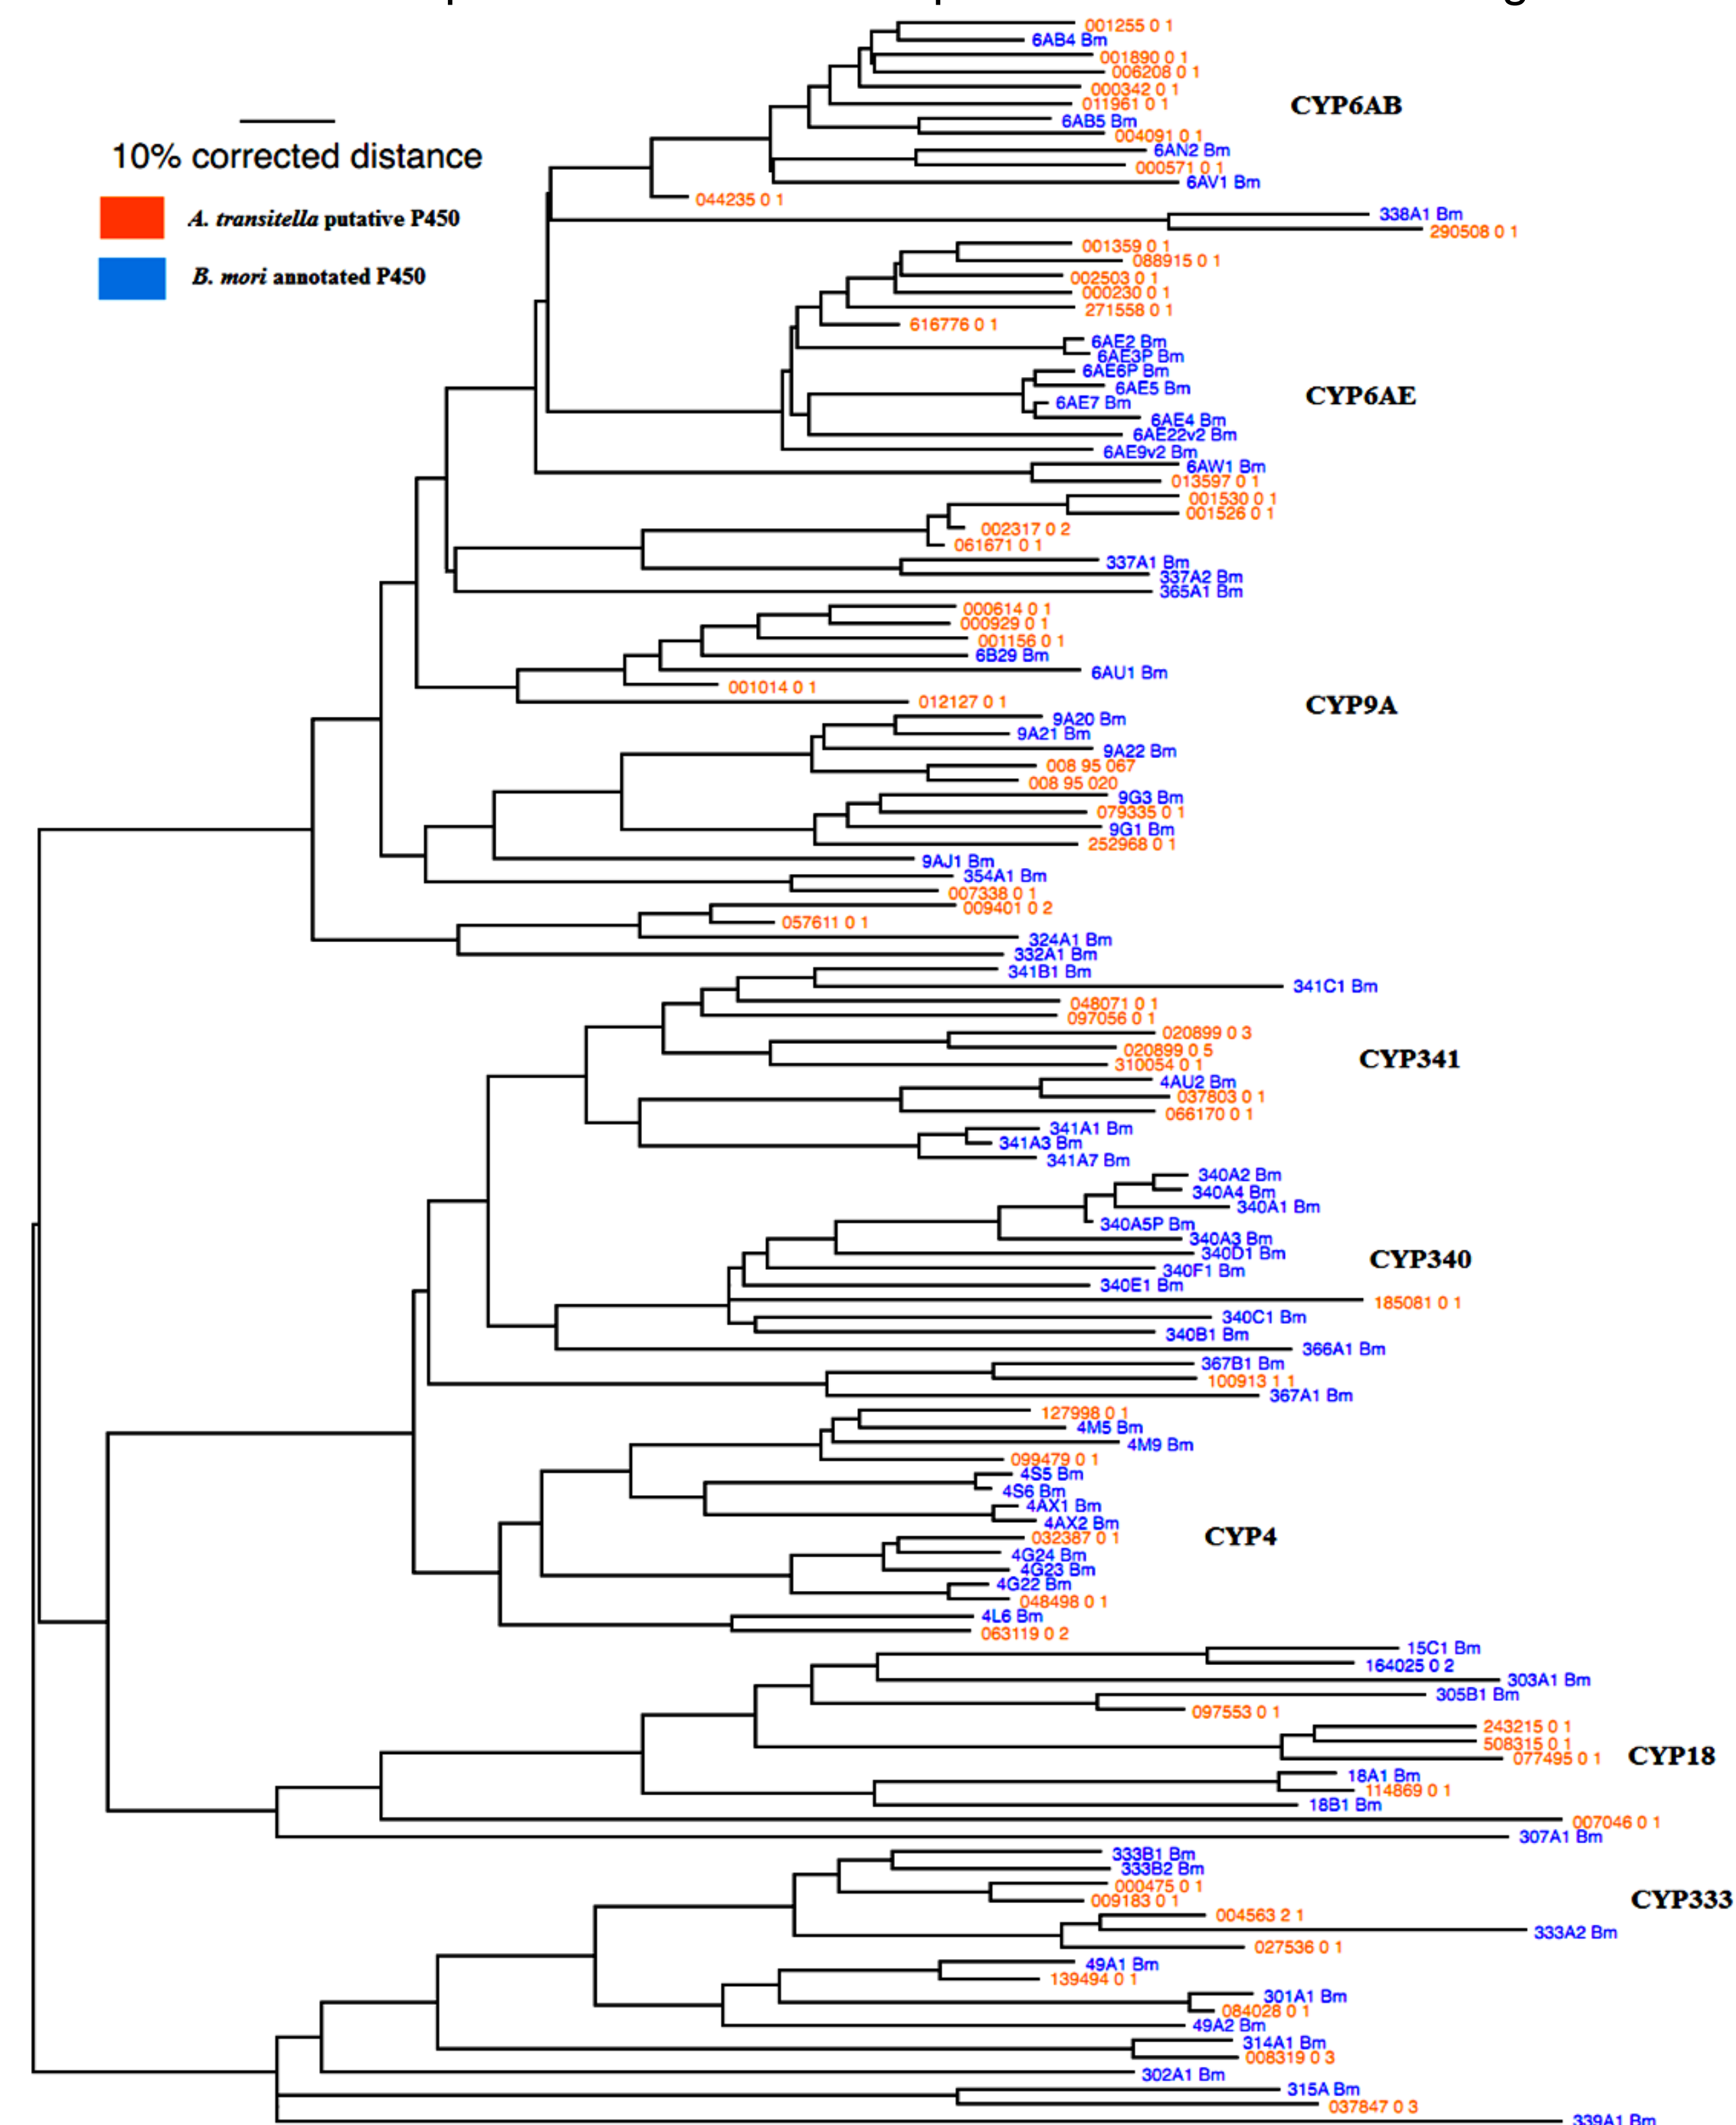 001255 0 1
6AB4 Bm
001890 0 1
006208 0 1
000342 0 1
011961 0 1
CYP6AB
6AB5 Bm
004091 0 1
6AN2 Bm
000571 0 1
6AV1 Bm
044235 0 1
10% corrected distance
A. transitella putative P450
B. mori annotated P450
338A1 Bm
290508 0 1
001359 0 1
088915 0 1
002503 0 1
000230 0 1
271558 0 1
616776 0 1
6AE2 Bm
6AE3P Bm
6AE6P Bm
6AE5 Bm
CYP6AE
6AE7 Bm
6AE4 Bm
6AE22v2 Bm
6AE9v2 Bm
6AW1 Bm
013597 0 1
001530 0 1
001526 0 1
002317 0 2
061671 0 1
337A1 Bm
337A2 Bm
365A1 Bm
000614 0 1
000929 0 1
001156 0 1
6B29 Bm
6AU1 Bm
001014 0 1
012127 0 1
CYP9A
9A20 Bm
9A21 Bm
9A22 Bm
008 95 067
008 95 020
9G3 Bm
079335 0 1
9G1 Bm
252968 0 1
9AJ1 Bm
354A1 Bm
007338 0 1
009401 0 2
057611 0 1
324A1 Bm
332A1 Bm
341B1 Bm
341C1 Bm
048071 0 1
097056 0 1
020899 0 3
020899 0 5
310054 0 1
CYP341
4AU2 Bm
037803 0 1
066170 0 1
341A1 Bm
341A3 Bm
341A7 Bm
340A2 Bm
340A4 Bm
340A1 Bm
340A5P Bm
340A3 Bm
340D1 Bm
CYP340
340F1 Bm
340E1 Bm
185081 0 1
340C1 Bm
340B1 Bm
366A1 Bm
367B1 Bm
100913 1 1
367A1 Bm
127998 0 1
4M5 Bm
4M9 Bm
099479 0 1
4S5 Bm
4S6 Bm
4AX1 Bm
4AX2 Bm
032387 0 1
CYP4
4G24 Bm
4G23 Bm
4G22 Bm
048498 0 1
4L6 Bm
063119 0 2
15C1 Bm
164025 0 2
303A1 Bm
305B1 Bm
097553 0 1
243215 0 1
508315 0 1
077495 0 1
CYP18
18A1 Bm
114869 0 1
18B1 Bm
007046 0 1
307A1 Bm
333B1 Bm
333B2 Bm
000475 0 1
009183 0 1
CYP333
004563 2 1
333A2 Bm
027536 0 1
49A1 Bm
139494 0 1
301A1 Bm
084028 0 1
49A2 Bm
314A1 Bm
008319 0 3
302A1 Bm
315A Bm
037847 0 3
339A1 Bm